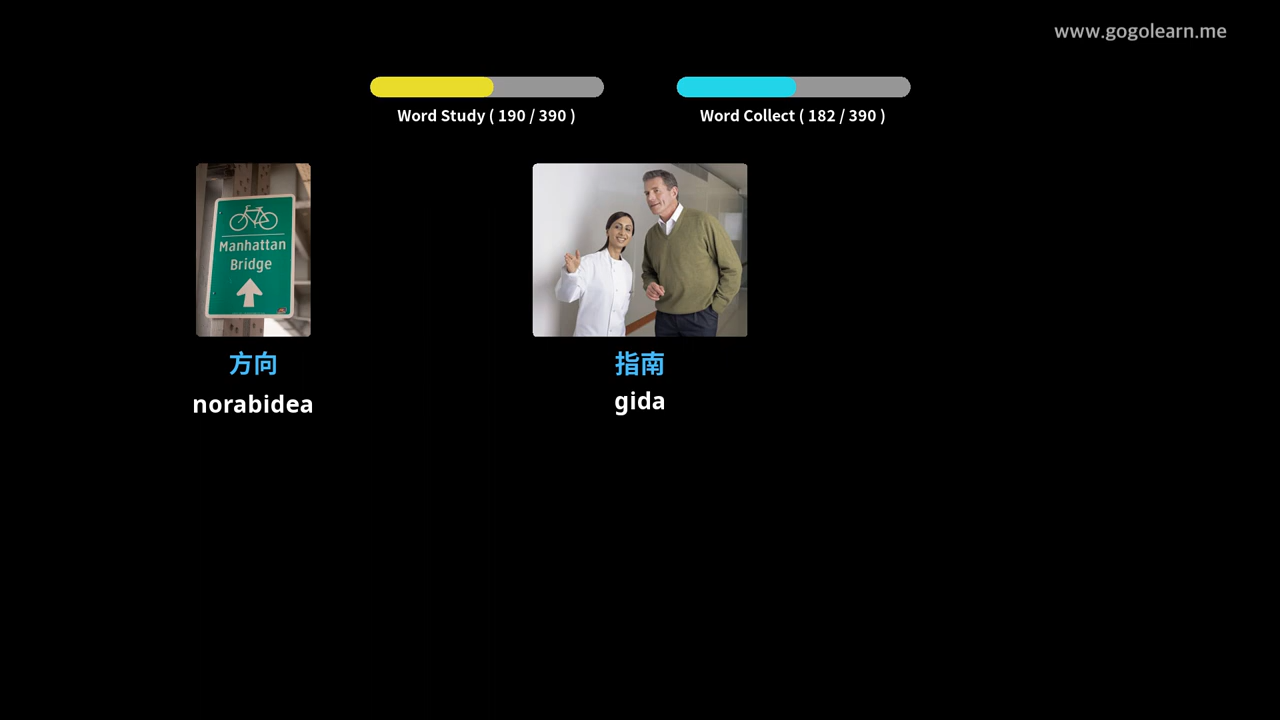 www.gogolearn.me
Word Study ( 190 / 390 )
Word Collect ( 182 / 390 )
Manhattan
Bridge
方向
norabidea
指南
gida